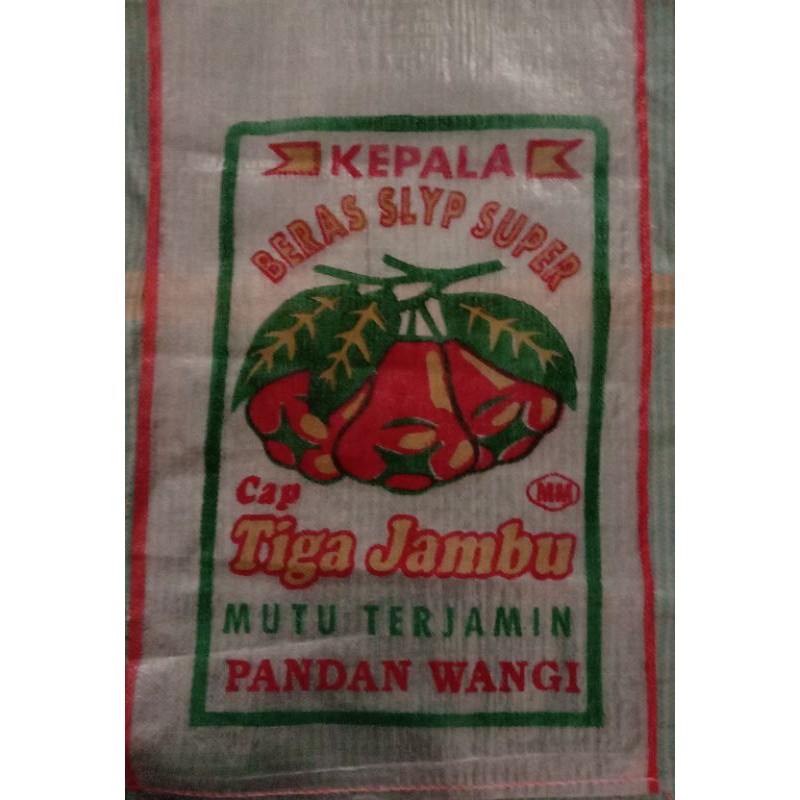 KEPALA
BERAS SLYP SUPER
Cap
MM
Tiga Jambu
MUTU TERJAMIN
PANDAN WANGI